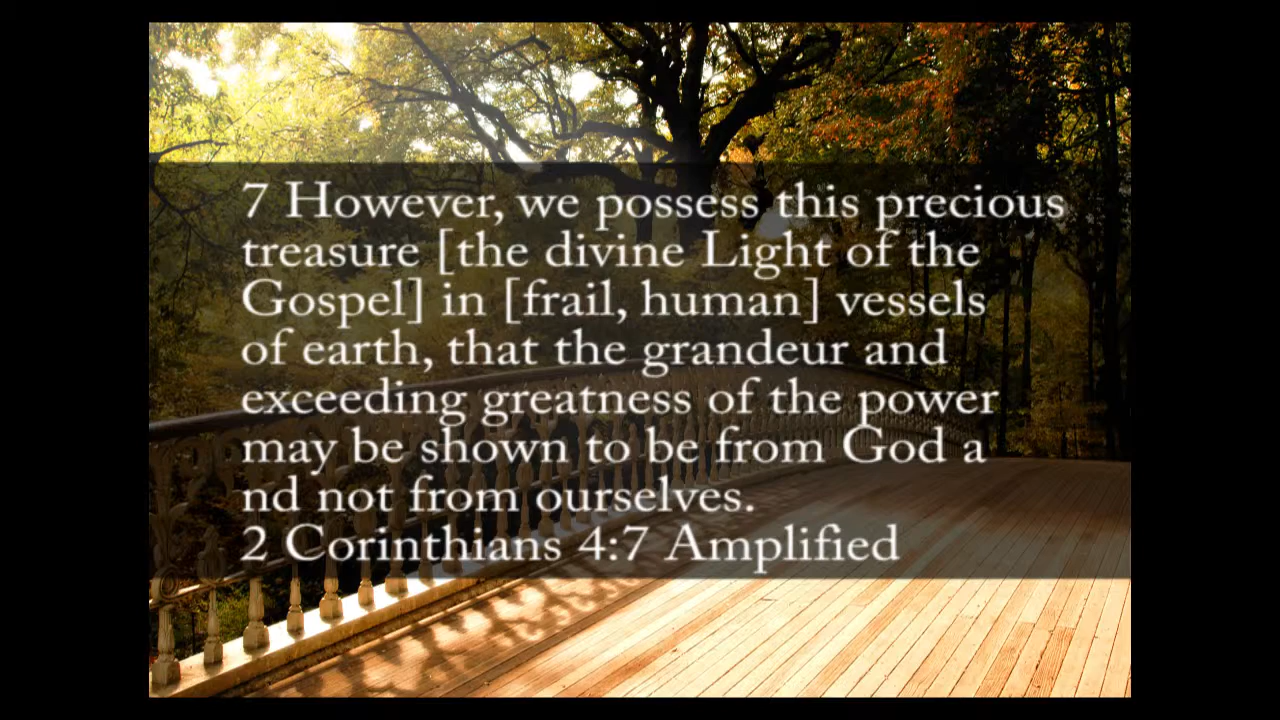 7 However, we possess this precious
treasure [the divine Light of the
Gospel] in [frail, human] vessels
of earth, that the grandeur and
exceeding greatness of the power
may be shown to be from God a
nd not from ourselves.
2 Corinthians 4:7 Amplified